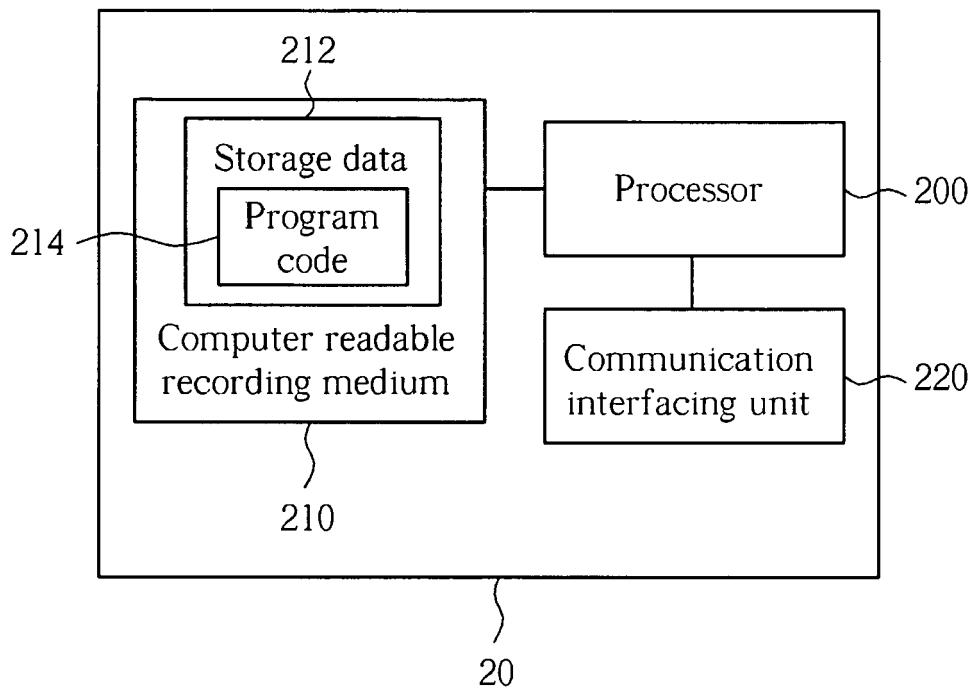 212
Storage data
Program
code
214
Computer readable
recording medium
210
Processor
200
Communication
interfacing unit
220
20